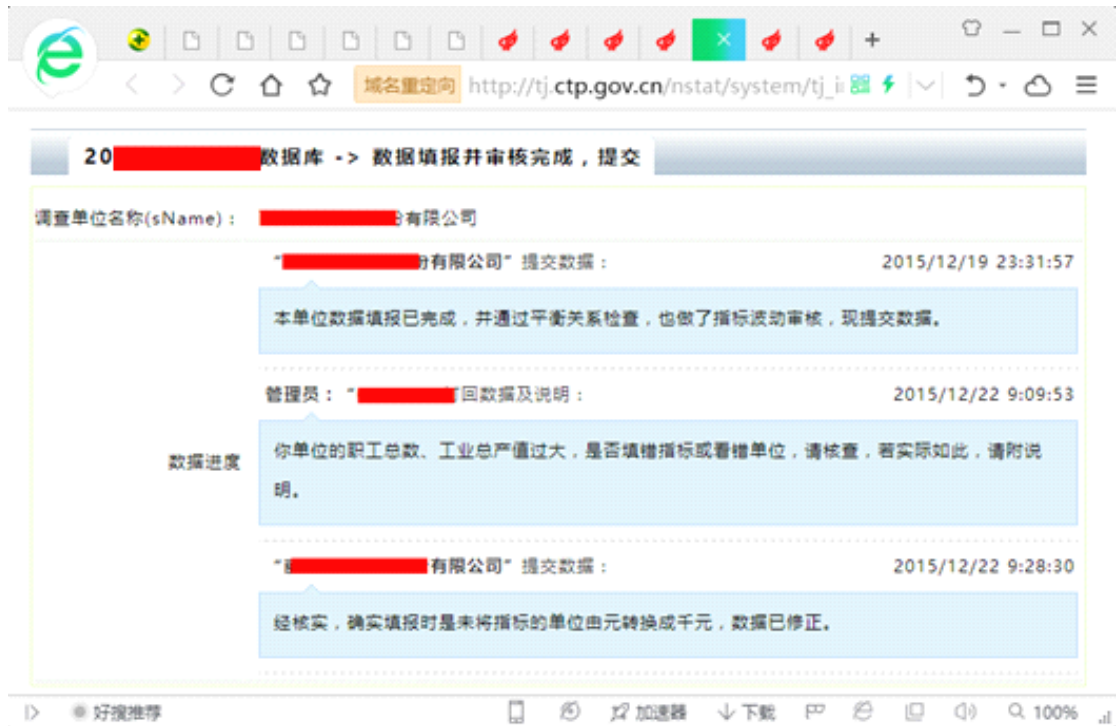 域名重定向 http://tj.ctp.gov.cn/nstat/system/tj_i
20 数据库 -> 数据填报并审核完成，提交
调查单位名称(sName)： 有限公司
“ 份有限公司” 提交数据： 2015/12/19 23:31:57
本单位数据填报已完成，并通过平衡关系检查，也做了指标波动审核，现提交数据。
管理员：“ 回数据及说明： 2015/12/22 9:09:53
数据进度
你单位的职工总数、工业总产值过大，是否填错指标或看错单位，请核查，若实际如此，请附说
明。
“ 有限公司” 提交数据： 2015/12/22 9:28:30
经核实，确实填报时是未将指标的单位由元转换成千元，数据已修正。
好搜推荐 加速器 下载 100%